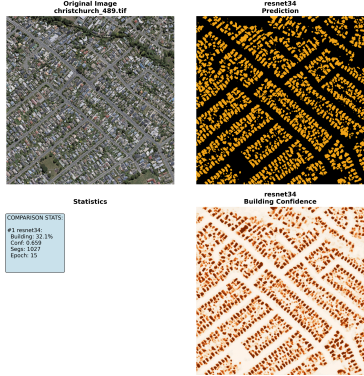 Original Image
christchurch_489.tif
resnet34
Prediction
Statistics
COMPARISON STATS:
#1 resnet34:
Building: 32.1%
Conf: 0.659
Segs: 1027
Epoch: 15
resnet34
Building Confidence